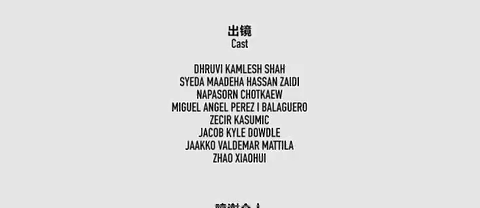 出镜
Cast
DHRUVI KAMLESH SHAH
SYEDA MAADEHA HASSAN ZAIDI
NAPASORN CHOTKAEW
MIGUEL ANGEL PEREZ I BALAGUERO
ZECIR KASUMIC
JACOB KYLE DOWDLE
JAAKKO VALDEMAR MATTILA
ZHAO XIAOHUI